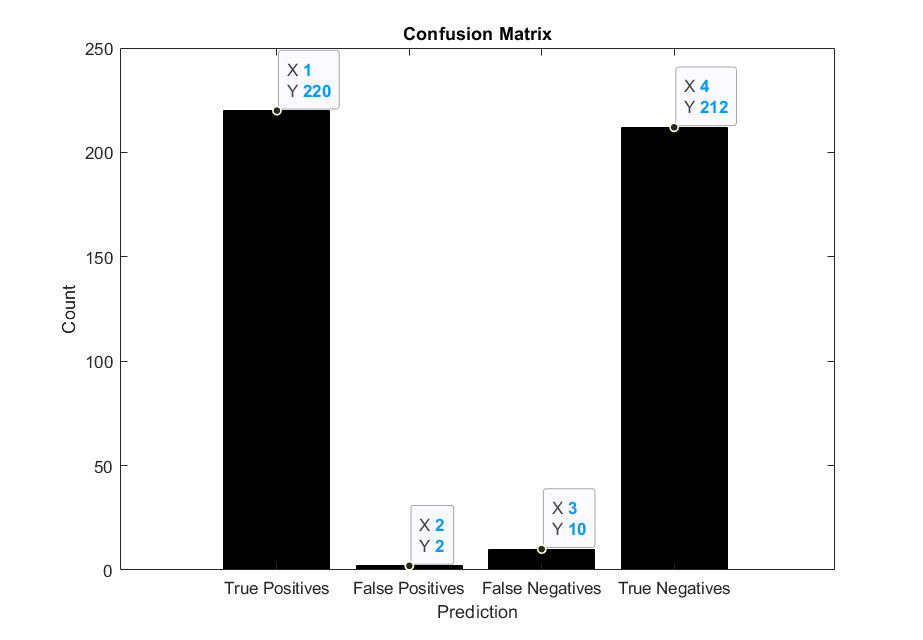 Confusion Matrix
250
200
150
100
50
0
Count
X 1
Y 220
X 2
Y 2
X 3
Y 10
X 4
Y 212
True Positives False Positives False Negatives True Negatives
Prediction